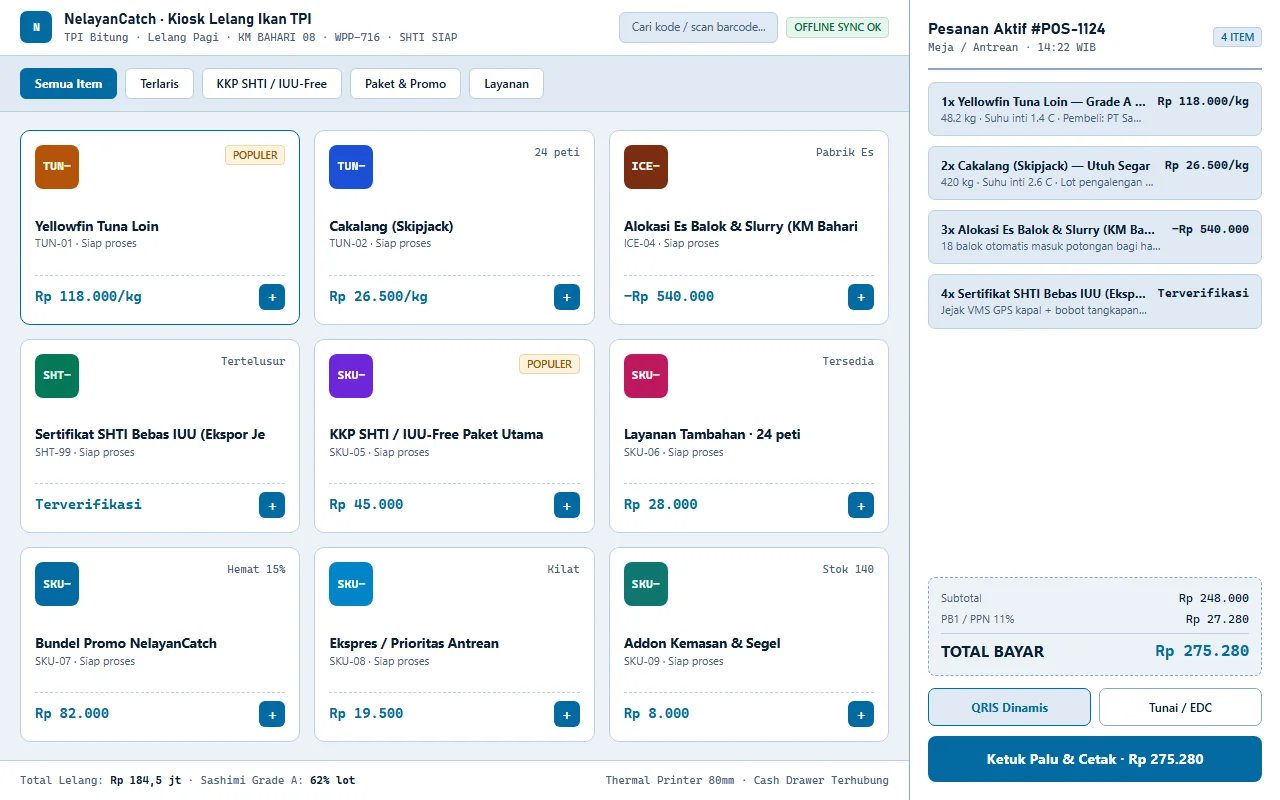 N
NelayanCatch · Kiosk Lelang Ikan TPI
TPI Bitung · Lelang Pagi · KM BAHARI 08 · WPP-716 · SHTI SIAP
Cari kode / scan barcode...
OFFLINE SYNC OK
Semua Item
Terlaris
KKP SHTI / IUU-Free
Paket & Promo
Layanan
TUN-
POPULER
Yellowfin Tuna Loin
TUN-01 · Siap proses
Rp 118.000/kg
+
TUN-
24 peti
Cakalang (Skipjack)
TUN-02 · Siap proses
Rp 26.500/kg
+
ICE-
Pabrik Es
Alokasi Es Balok & Slurry (KM Bahari
ICE-04 · Siap proses
-Rp 540.000
+
SHT-
Tertelusur
Sertifikat SHTI Bebas IUU (Ekspor Je
SHT-99 · Siap proses
Terverifikasi
+
SKU-
POPULER
KKP SHTI / IUU-Free Paket Utama
SKU-05 · Siap proses
Rp 45.000
+
SKU-
Tersedia
Layanan Tambahan · 24 peti
SKU-06 · Siap proses
Rp 28.000
+
SKU-
Hemat 15%
Bundel Promo NelayanCatch
SKU-07 · Siap proses
Rp 82.000
+
SKU-
Kilat
Ekspres / Prioritas Antrean
SKU-08 · Siap proses
Rp 19.500
+
SKU-
Stok 140
Addon Kemasan & Segel
SKU-09 · Siap proses
Rp 8.000
+
Total Lelang: Rp 184,5 jt · Sashimi Grade A: 62% lot
Thermal Printer 80mm · Cash Drawer Terhubung
Pesanan Aktif #POS-1124
Meja / Antrean · 14:22 WIB
4 ITEM
1x Yellowfin Tuna Loin — Grade A ...
Rp 118.000/kg
48.2 kg · Suhu inti 1.4 C · Pembeli: PT Sa...
2x Cakalang (Skipjack) — Utuh Segar
Rp 26.500/kg
420 kg · Suhu inti 2.6 C · Lot pengalengan ...
3x Alokasi Es Balok & Slurry (KM Ba...
-Rp 540.000
18 balok otomatis masuk potongan bagi ha...
4x Sertifikat SHTI Bebas IUU (Eksp...
Terverifikasi
Jejak VMS GPS kapal + bobot tangkapan...
Subtotal
Rp 248.000
PB1 / PPN 11%
Rp 27.280
TOTAL BAYAR
Rp 275.280
QRIS Dinamis
Tunai / EDC
Ketuk Palu & Cetak · Rp 275.280